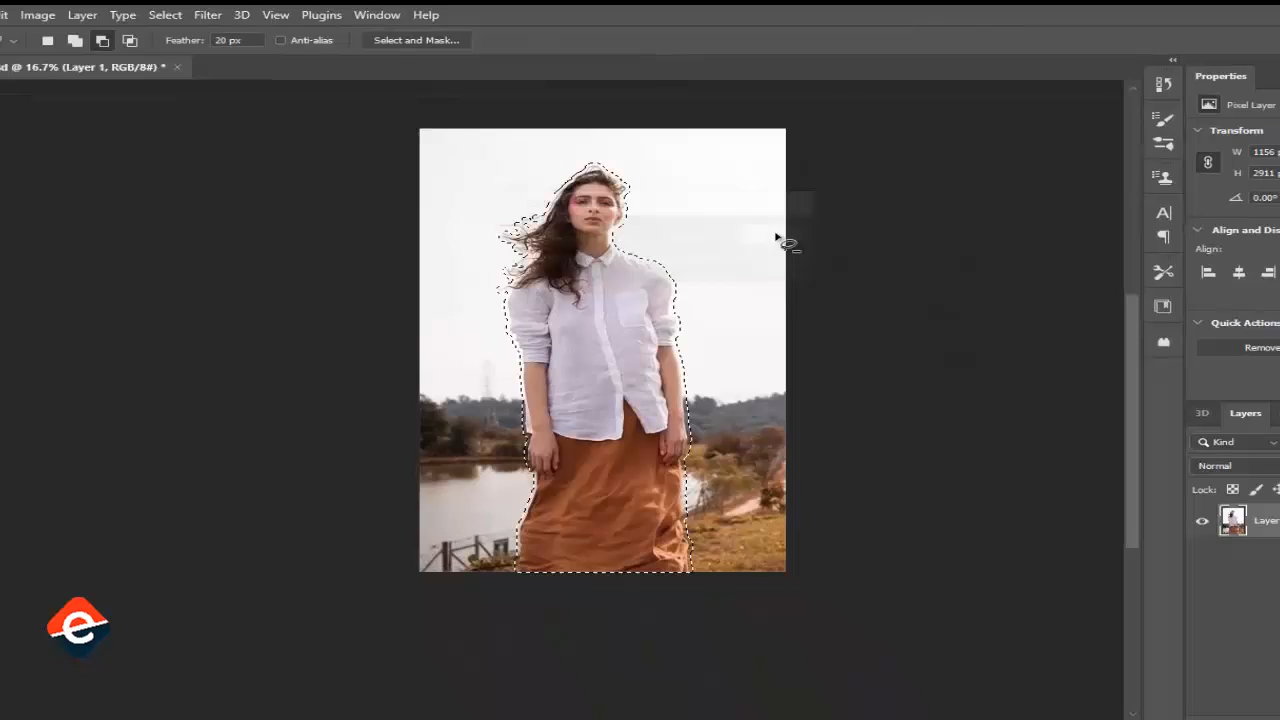 it Image Layer Type Select Filter 3D View Plugins Window Help
Feather: 20 px Anti-alias Select and Mask...
d @ 16.7% (Layer 1, RGB/8#) * ×
Properties
Pixel Layer
Transform
W 1156 p
H 2911 p
0.00°
A|
Align and Dis
Align:
Quick Actions
Remove
3D Layers
Kind
Normal
Lock:
Layer
e